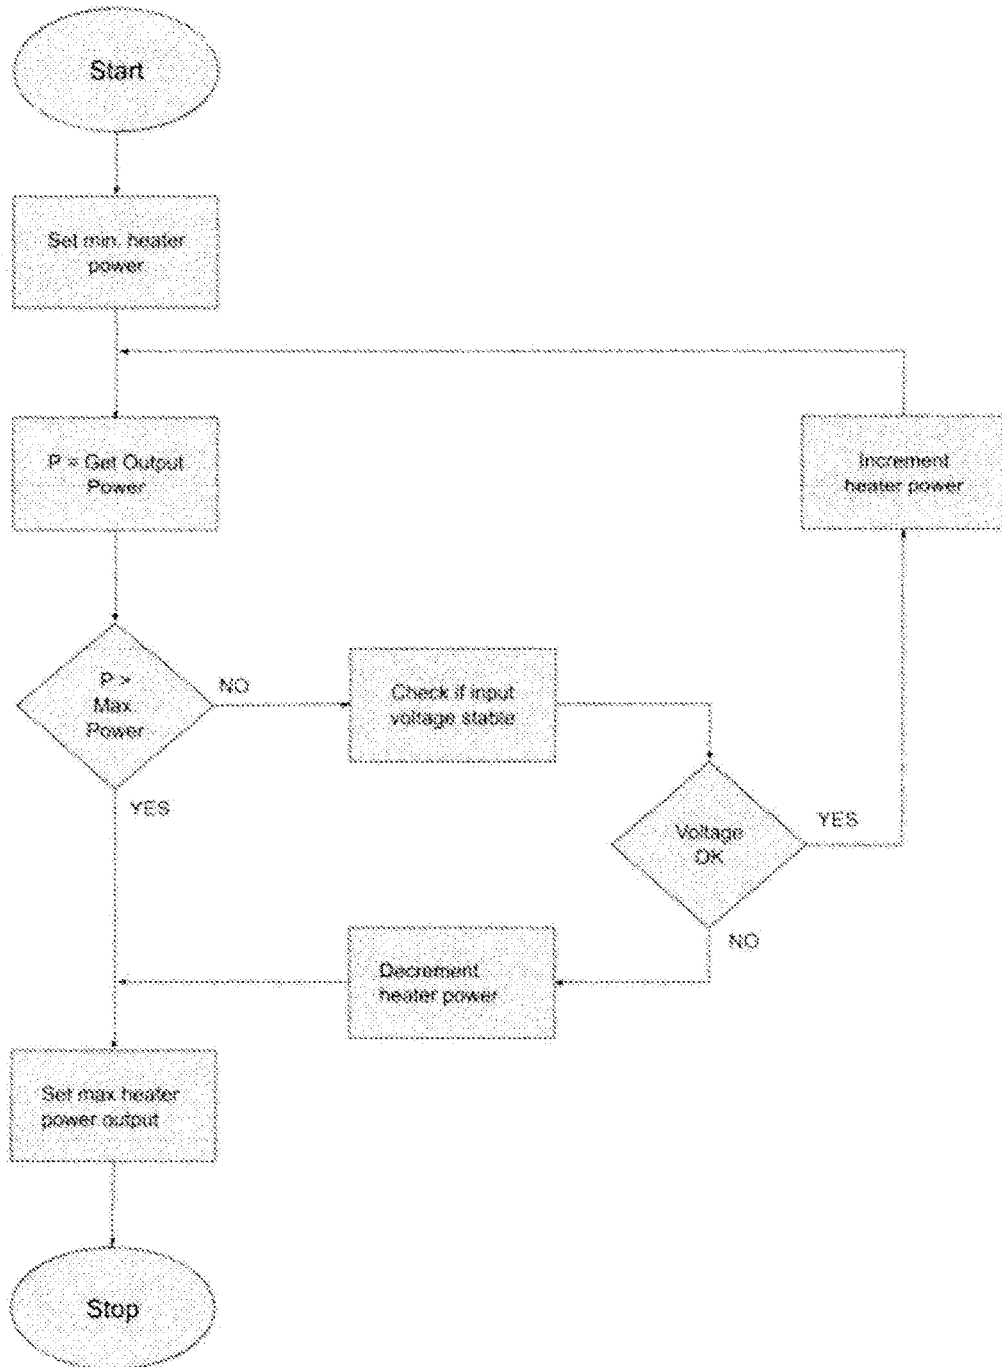 Start
Set min. heater
power
P = Get Output
Power
Increment
heater power
P >
Max
Power
NO
YES
Check if input
voltage stable
Voltage
OK
YES
NO
Decrement
heater power
Set max heater
power output
Stop